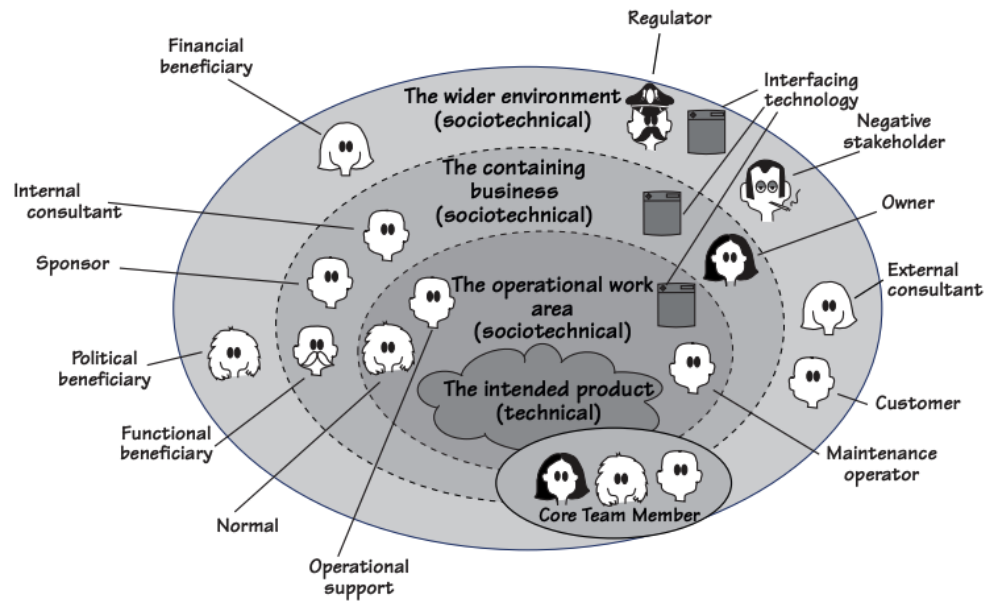 Regulator
Financial
beneficiary
The wider environment
(sociotechnical)
Interfacing
technology
Negative
stakeholder
The containing
business
(sociotechnical)
Internal
consultant
Owner
Sponsor
External
consultant
The operational work
area
(sociotechnical)
Political
beneficiary
The intended product
(technical)
Customer
Functional
beneficiary
Maintenance
operator
Core Team Member
Normal
Operational
support